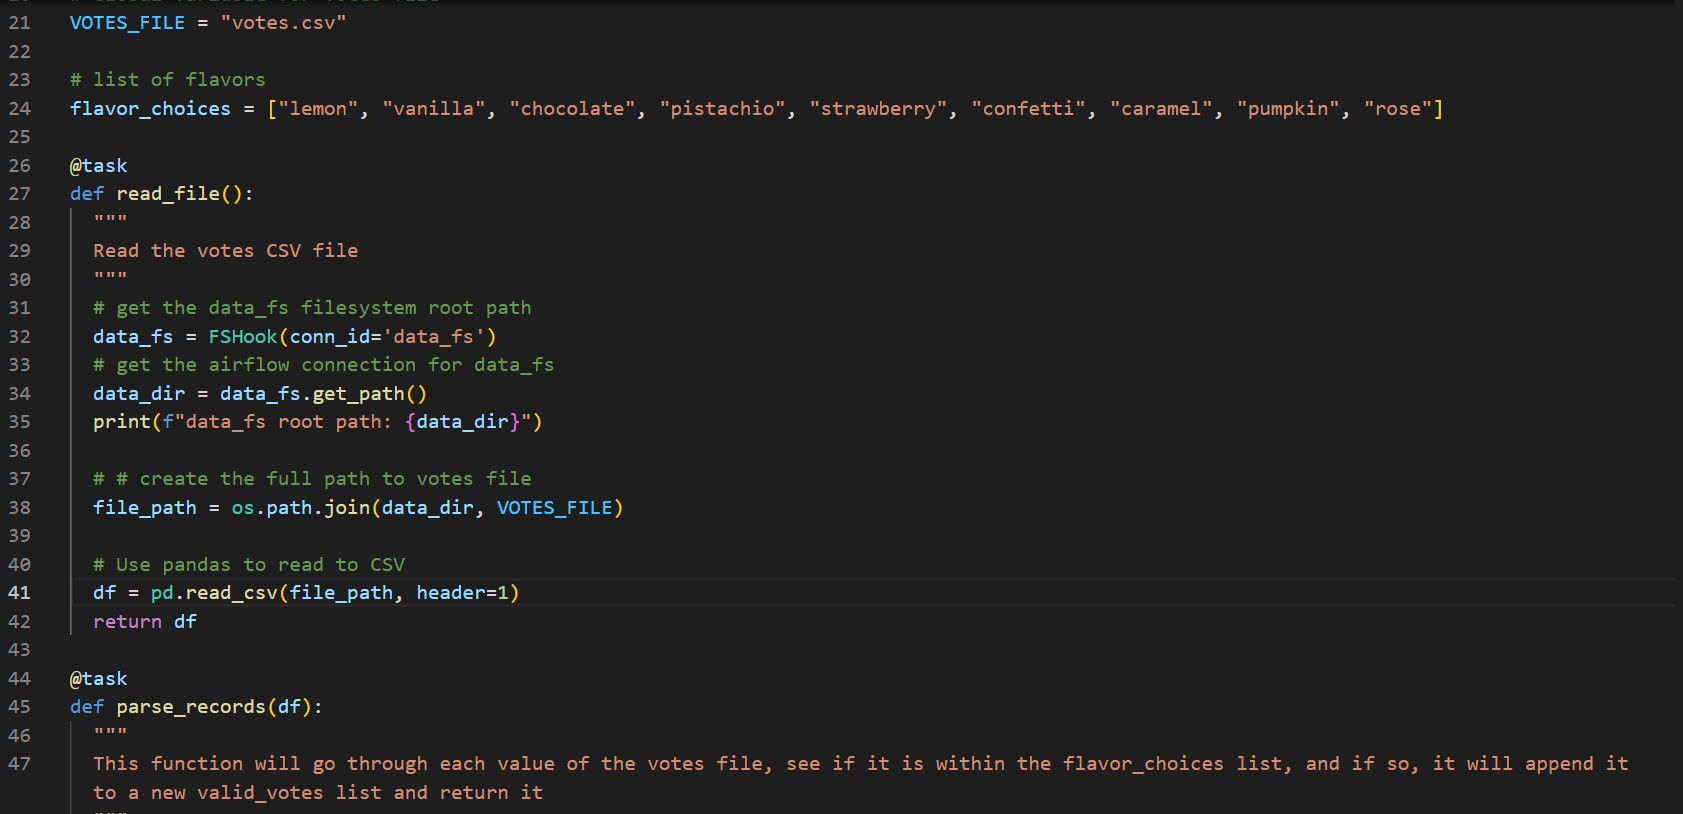 21 VOTES_FILE = "votes.csv"
22
23 # list of flavors
24 flavor_choices = ["lemon", "vanilla", "chocolate", "pistachio", "strawberry", "confetti", "caramel", "pumpkin", "rose"]
25
26 @task
27 def read_file():
28 """
29 Read the votes CSV file
30 """
31 # get the data_fs filesystem root path
32 data_fs = FSHook(conn_id='data_fs')
33 # get the airflow connection for data_fs
34 data_dir = data_fs.get_path()
35 print(f"data_fs root path: {data_dir}")
36
37 # # create the full path to votes file
38 file_path = os.path.join(data_dir, VOTES_FILE)
39
40 # Use pandas to read to CSV
41 df = pd.read_csv(file_path, header=1)
42 return df
43
44 @task
45 def parse_records(df):
46 """
47 This function will go through each value of the votes file, see if it is within the flavor_choices list, and if so, it will append it
to a new valid_votes list and return it